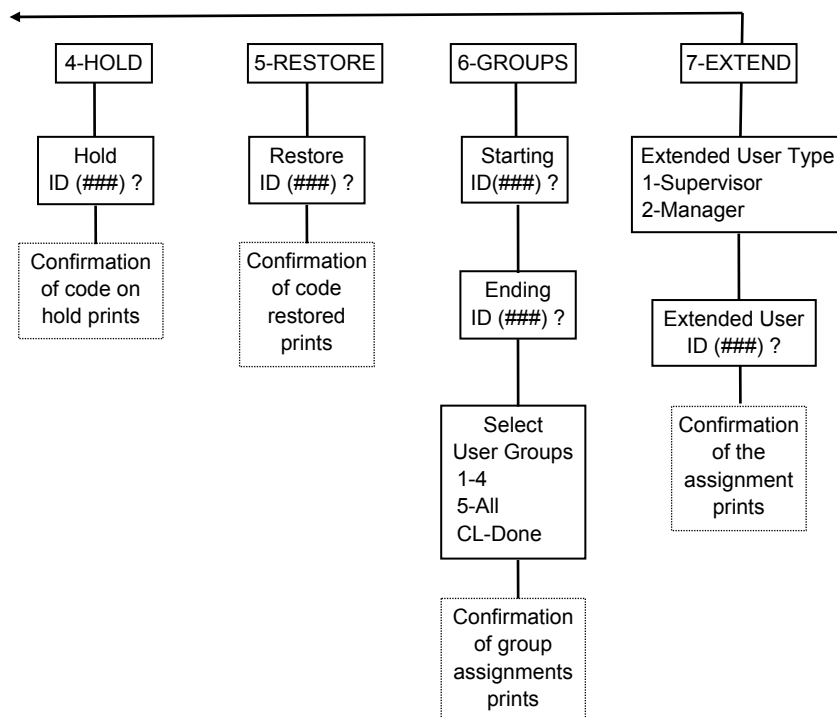 4-HOLD
5-RESTORE
6-GROUPS
7-EXTEND
Hold
ID (###) ?
Restore
ID (###) ?
Starting
ID(###) ?
Extended User Type
1-Supervisor
2-Manager
Confirmation
of code on
hold prints
Confirmation
of code
restored
prints
Ending
ID (###) ?
Extended User
ID (###) ?
Select
User Groups
1-4
5-All
CL-Done
Confirmation
of the
assignment
prints
Confirmation
of group
assignments
prints